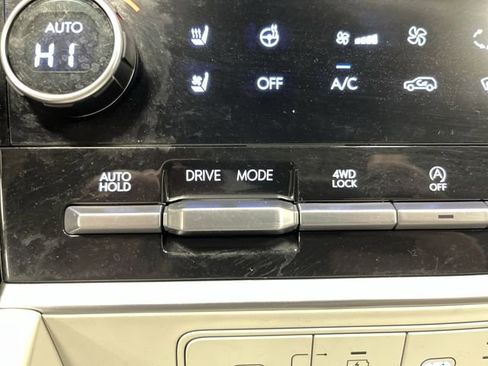 AUTO
HI
OFF
A/C
AUTO HOLD
DRIVE MODE
4WD LOCK
A
OFF